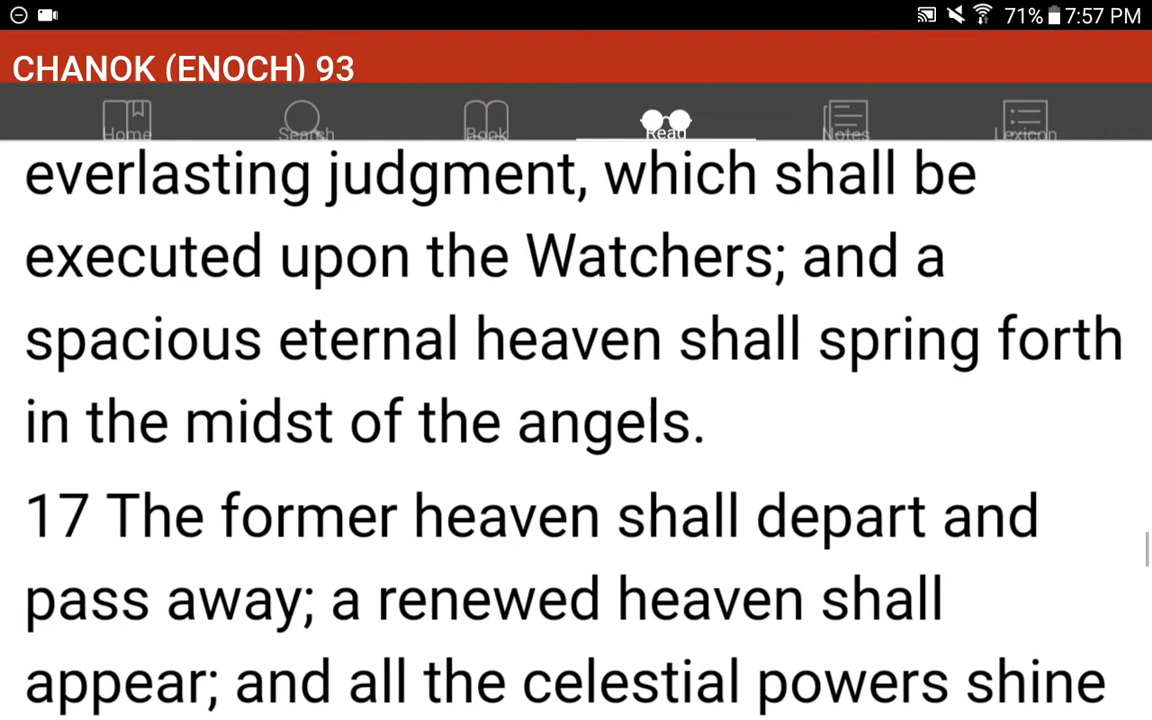 71% 7:57 PM
CHANOK (ENOCH) 93
Home Search Book Read Notes Lexicon
everlasting judgment, which shall be
executed upon the Watchers; and a
spacious eternal heaven shall spring forth
in the midst of the angels.
17 The former heaven shall depart and
pass away; a renewed heaven shall
appear; and all the celestial powers shine